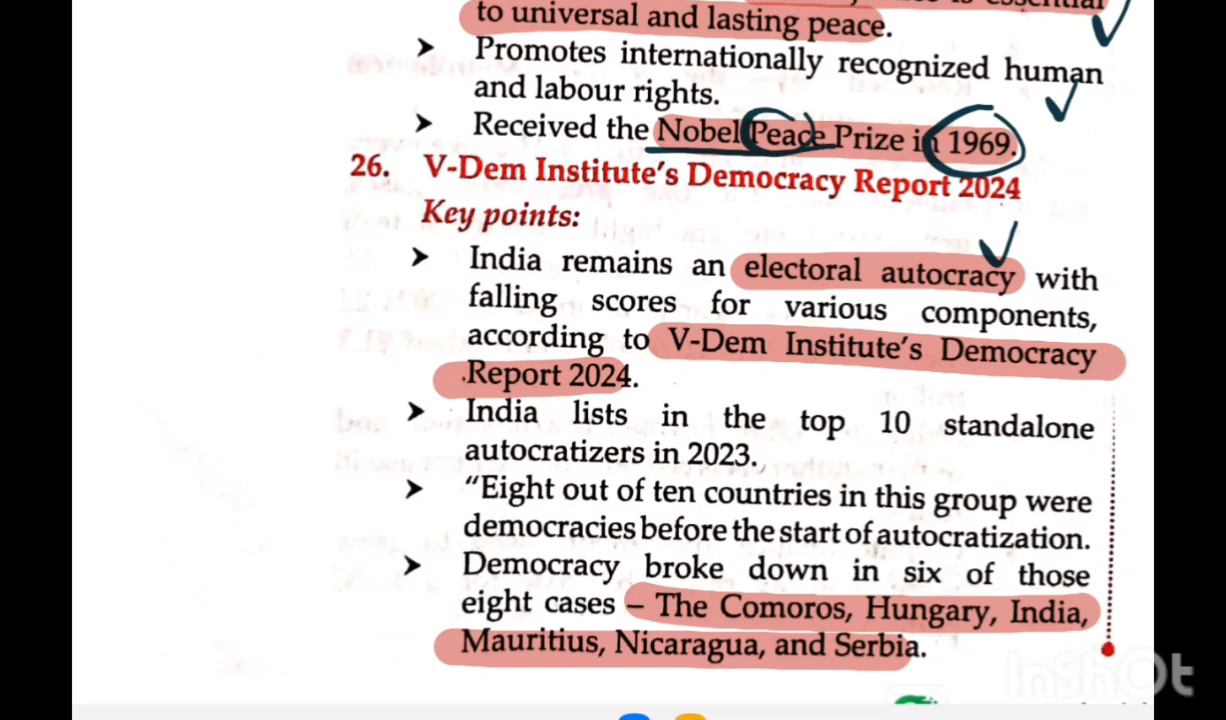 to universal and lasting peace.
➤ Promotes internationally recognized human
and labour rights.
➤ Received the Nobel Peace Prize in 1969.
26. V-Dem Institute's Democracy Report 2024
Key points:
➤ India remains an electoral autocracy with
falling scores for various components,
according to V-Dem Institute's Democracy
Report 2024.
➤ India lists in the top 10 standalone
autocratizers in 2023.
➤ "Eight out of ten countries in this group were
democracies before the start of autocratization.
➤ Democracy broke down in six of those
eight cases – The Comoros, Hungary, India,
Mauritius, Nicaragua, and Serbia.
InShOt